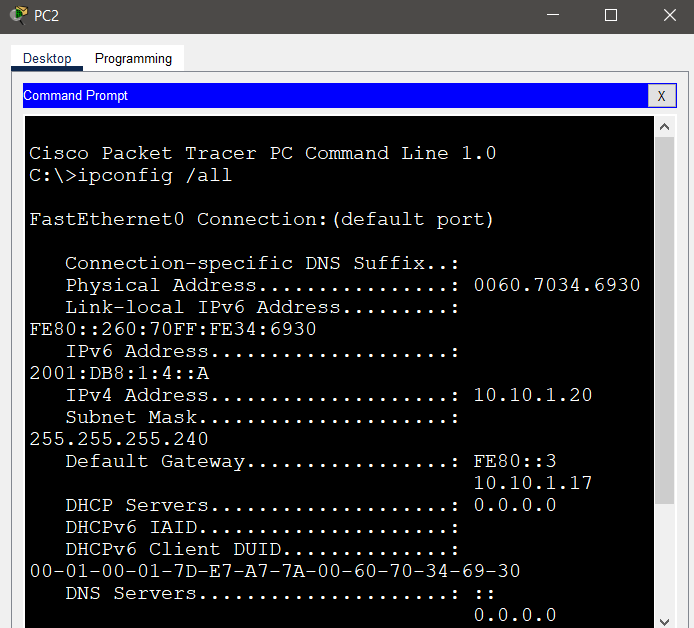 PC2
Desktop
Programming
Command Prompt
X
Cisco Packet Tracer PC Command Line 1.0
C:\>ipconfig /all
FastEthernet0 Connection:(default port)
Connection-specific DNS Suffix..:
Physical Address................: 0060.7034.6930
Link-local IPv6 Address.........:
FE80::260:70FF:FE34:6930
IPv6 Address....................:
2001:DB8:1:4::A
IPv4 Address....................: 10.10.1.20
Subnet Mask.....................:
255.255.255.240
Default Gateway.................: FE80::3
10.10.1.17
DHCP Servers....................: 0.0.0.0
DHCPv6 IAID.....................:
DHCPv6 Client DUID..............:
00-01-00-01-7D-E7-A7-7A-00-60-70-34-69-30
DNS Servers.....................: ::
0.0.0.0